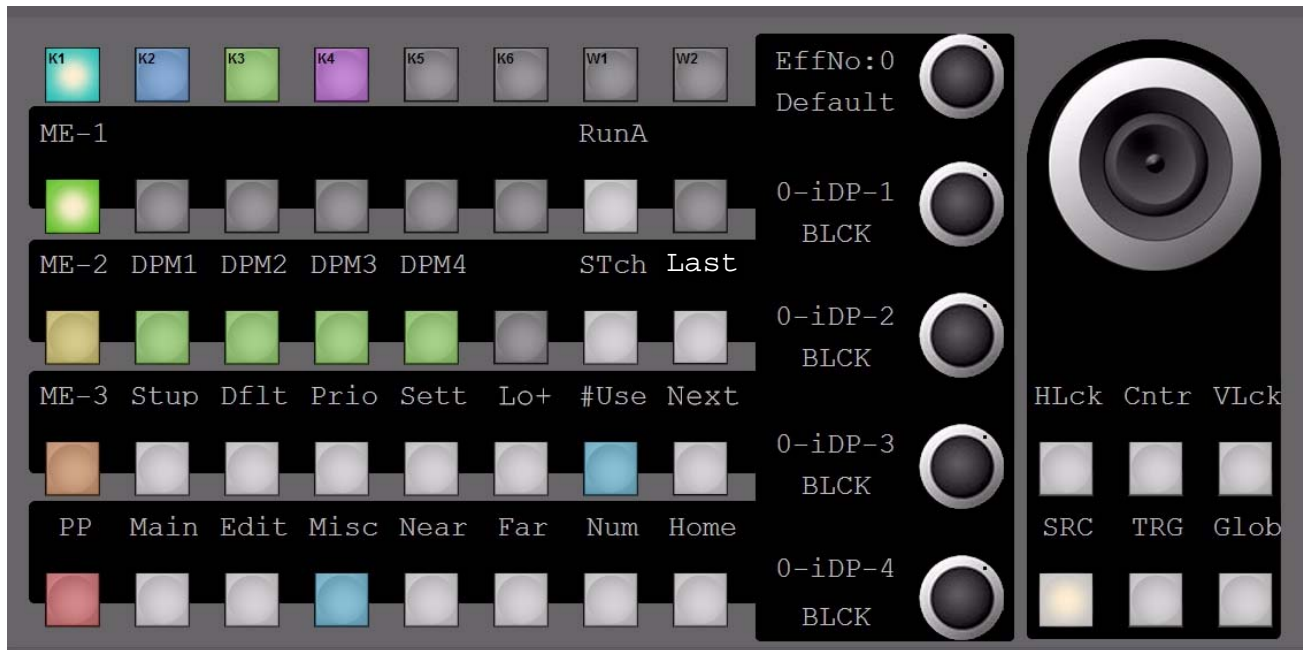 K1 K2 K3 K4 K5 K6 W1 W2
EffNo:0
Default
ME-1 RunA
0-iDP-1
BLCK
ME-2 DPM1 DPM2 DPM3 DPM4 STch Last
0-iDP-2
BLCK
ME-3 Stup Dflt Prio Sett Lo+ #Use Next
HLck Cntr VLck
0-iDP-3
BLCK
PP Main Edit Misc Near Far Num Home
SRC TRG Glob
0-iDP-4
BLCK